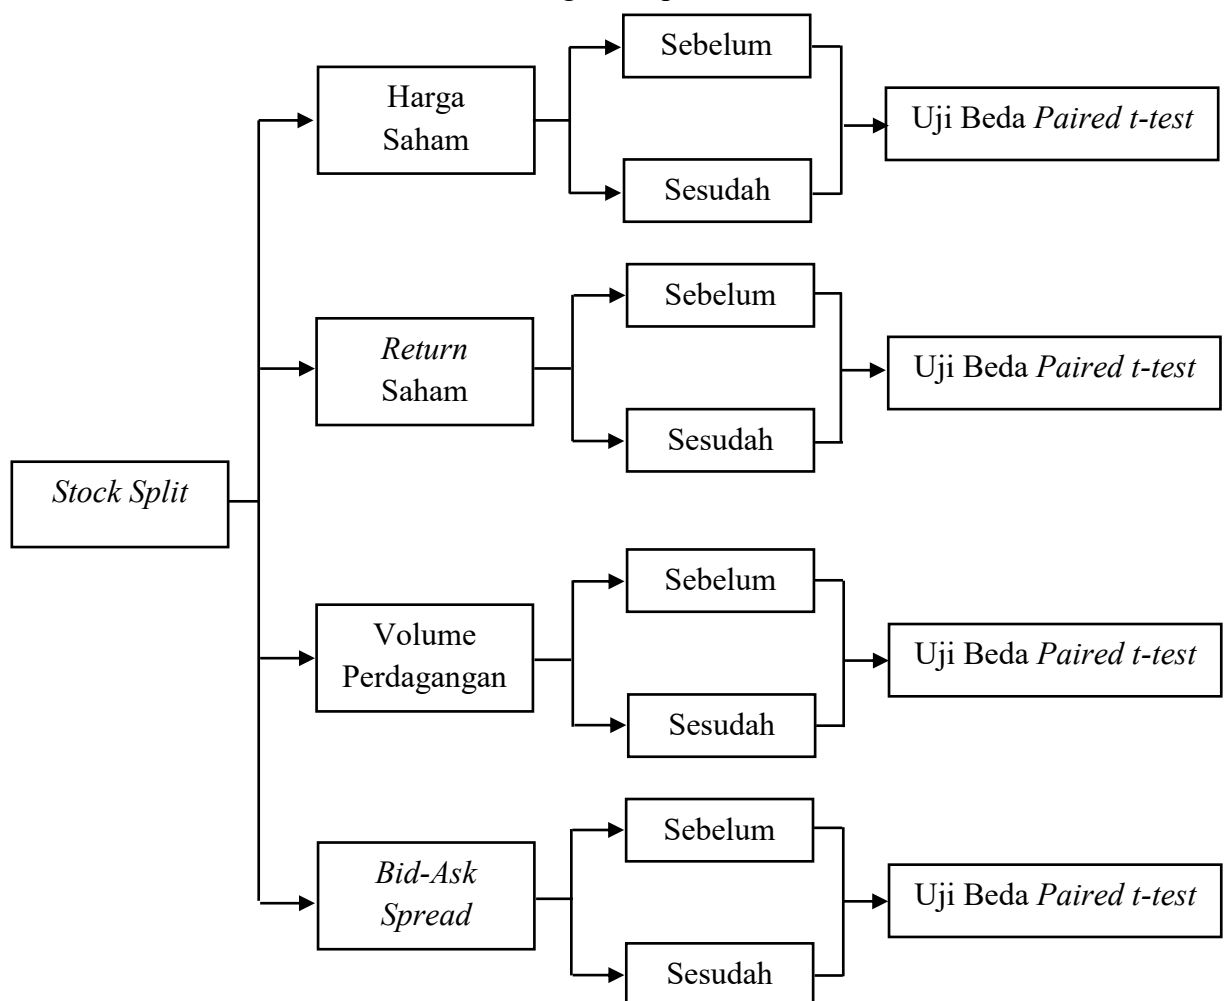 Sebelum
Harga
Saham
Uji Beda Paired t-test
Sesudah
Sebelum
Return
Saham
Uji Beda Paired t-test
Sesudah
Stock Split
Sebelum
Volume
Perdagangan
Uji Beda Paired t-test
Sesudah
Sebelum
Bid-Ask
Spread
Uji Beda Paired t-test
Sesudah